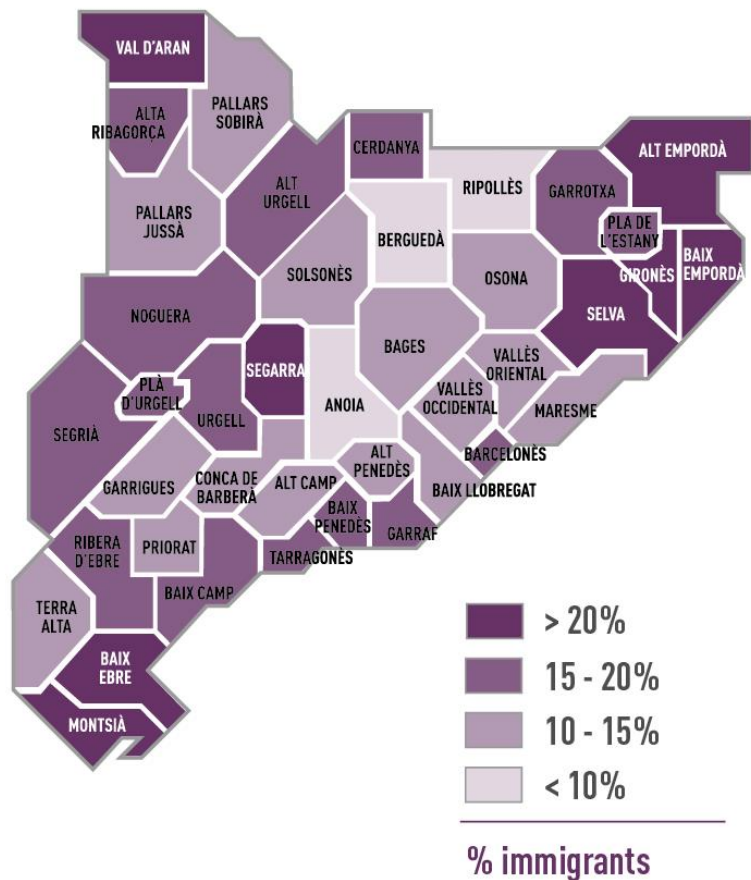 VAL D'ARAN
ALTA
RIBAGORÇA
PALLARS
SOBIRÀ
PALLARS
JUSSÀ
ALT
URGELL
CERDANYA
RIPOLLÈS
GARROTXA
ALT EMPORDÀ
PLA DE
L'ESTANY
BERGUEDÀ
GIRONÈS
BAIX
EMPORDÀ
SOLSONÈS
OSONA
NOGUERA
SELVA
BAGES
SEGARRA
VALLÈS
ORIENTAL
PLÀ
D'URGELL
URGELL
ANOIA
VALLÈS
OCCIDENTAL
MARESME
SEGRIÀ
ALT
PENEDÈS
BARCELONÈS
GARRIGUES
CONCA DE
BARBERÀ
ALT CAMP
BAIX LLOBREGAT
BAIX
PENEDÈS
GARRAF
RIBERA
D'EBRE
PRIORAT
TARRAGONÈS
BAIX CAMP
TERRA
ALTA
BAIX
EBRE
MONTSIÀ
> 20%
15 - 20%
10 - 15%
< 10%
% immigrants